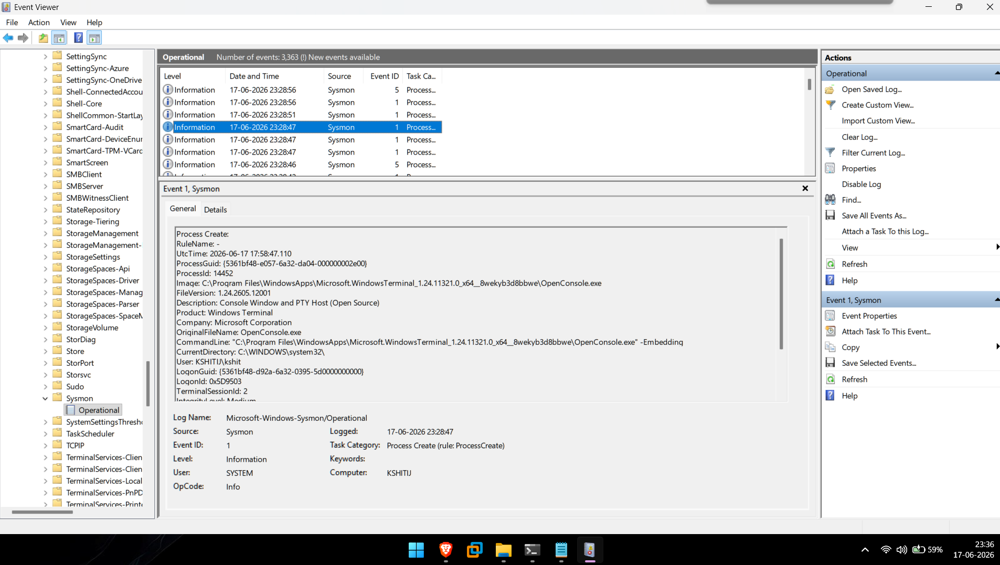 Event Viewer
File Action View Help
SettingSync
SettingSync-Azure
SettingSync-OneDrive
Shell-ConnectedAccou
Shell-Core
ShellCommon-StartLay
SmartCard-Audit
SmartCard-DeviceEnur
SmartCard-TPM-VCard
SmartScreen
SMBClient
SMBServer
SMBWitnessClient
StateRepository
Storage-Tiering
StorageManagement
StorageManagement-
StorageSettings
StorageSpaces-Api
StorageSpaces-Driver
StorageSpaces-Manag
StorageSpaces-Parser
StorageSpaces-SpaceM
StorageVolume
StorDiag
Store
StorPort
Storsvc
Sudo
Sysmon
Operational
SystemSettingsThresho
TaskScheduler
TCPIP
TerminalServices-Clien
TerminalServices-Clien
TerminalServices-Local
TerminalServices-PnPD
TerminalServices-Printe
Operational Number of events: 3,363 (!) New events available
Level Date and Time Source Event ID Task Ca...
Information 17-06-2026 23:28:56 Sysmon 5 Process...
Information 17-06-2026 23:28:56 Sysmon 1 Process...
Information 17-06-2026 23:28:51 Sysmon 1 Process...
Information 17-06-2026 23:28:47 Sysmon 1 Process...
Information 17-06-2026 23:28:47 Sysmon 1 Process...
Information 17-06-2026 23:28:47 Sysmon 1 Process...
Information 17-06-2026 23:28:46 Sysmon 5 Process...
Event 1, Sysmon
General Details
Process Create:
RuleName: -
UtcTime: 2026-06-17 17:58:47.110
ProcessGuid: {5361bf48-e057-6a32-da04-000000002e00}
ProcessId: 14452
Image: C:\Program Files\WindowsApps\Microsoft.WindowsTerminal_1.24.11321.0_x64__8wekyb3d8bbwe\OpenConsole.exe
FileVersion: 1.24.2605.12001
Description: Console Window and PTY Host (Open Source)
Product: Windows Terminal
Company: Microsoft Corporation
OriginalFileName: OpenConsole.exe
CommandLine: "C:\Program Files\WindowsApps\Microsoft.WindowsTerminal_1.24.11321.0_x64__8wekyb3d8bbwe\OpenConsole.exe" -Embedding
CurrentDirectory: C:\WINDOWS\system32\
User: KSHITIJ\kshit
LogonGuid: {5361bf48-d92a-6a32-0395-5d0000000000}
LogonId: 0x5D9503
TerminalSessionId: 2
IntegrityLevel: Medium
Log Name: Microsoft-Windows-Sysmon/Operational
Source: Sysmon Logged: 17-06-2026 23:28:47
Event ID: 1 Task Category: Process Create (rule: ProcessCreate)
Level: Information Keywords:
User: SYSTEM Computer: KSHITIJ
OpCode: Info
Actions
Operational
Open Saved Log...
Create Custom View...
Import Custom View...
Clear Log...
Filter Current Log...
Properties
Disable Log
Find...
Save All Events As...
Attach a Task To this Log...
View
Refresh
Help
Event 1, Sysmon
Event Properties
Attach Task To This Event...
Copy
Save Selected Events...
Refresh
Help
59%
23:36
17-06-2026